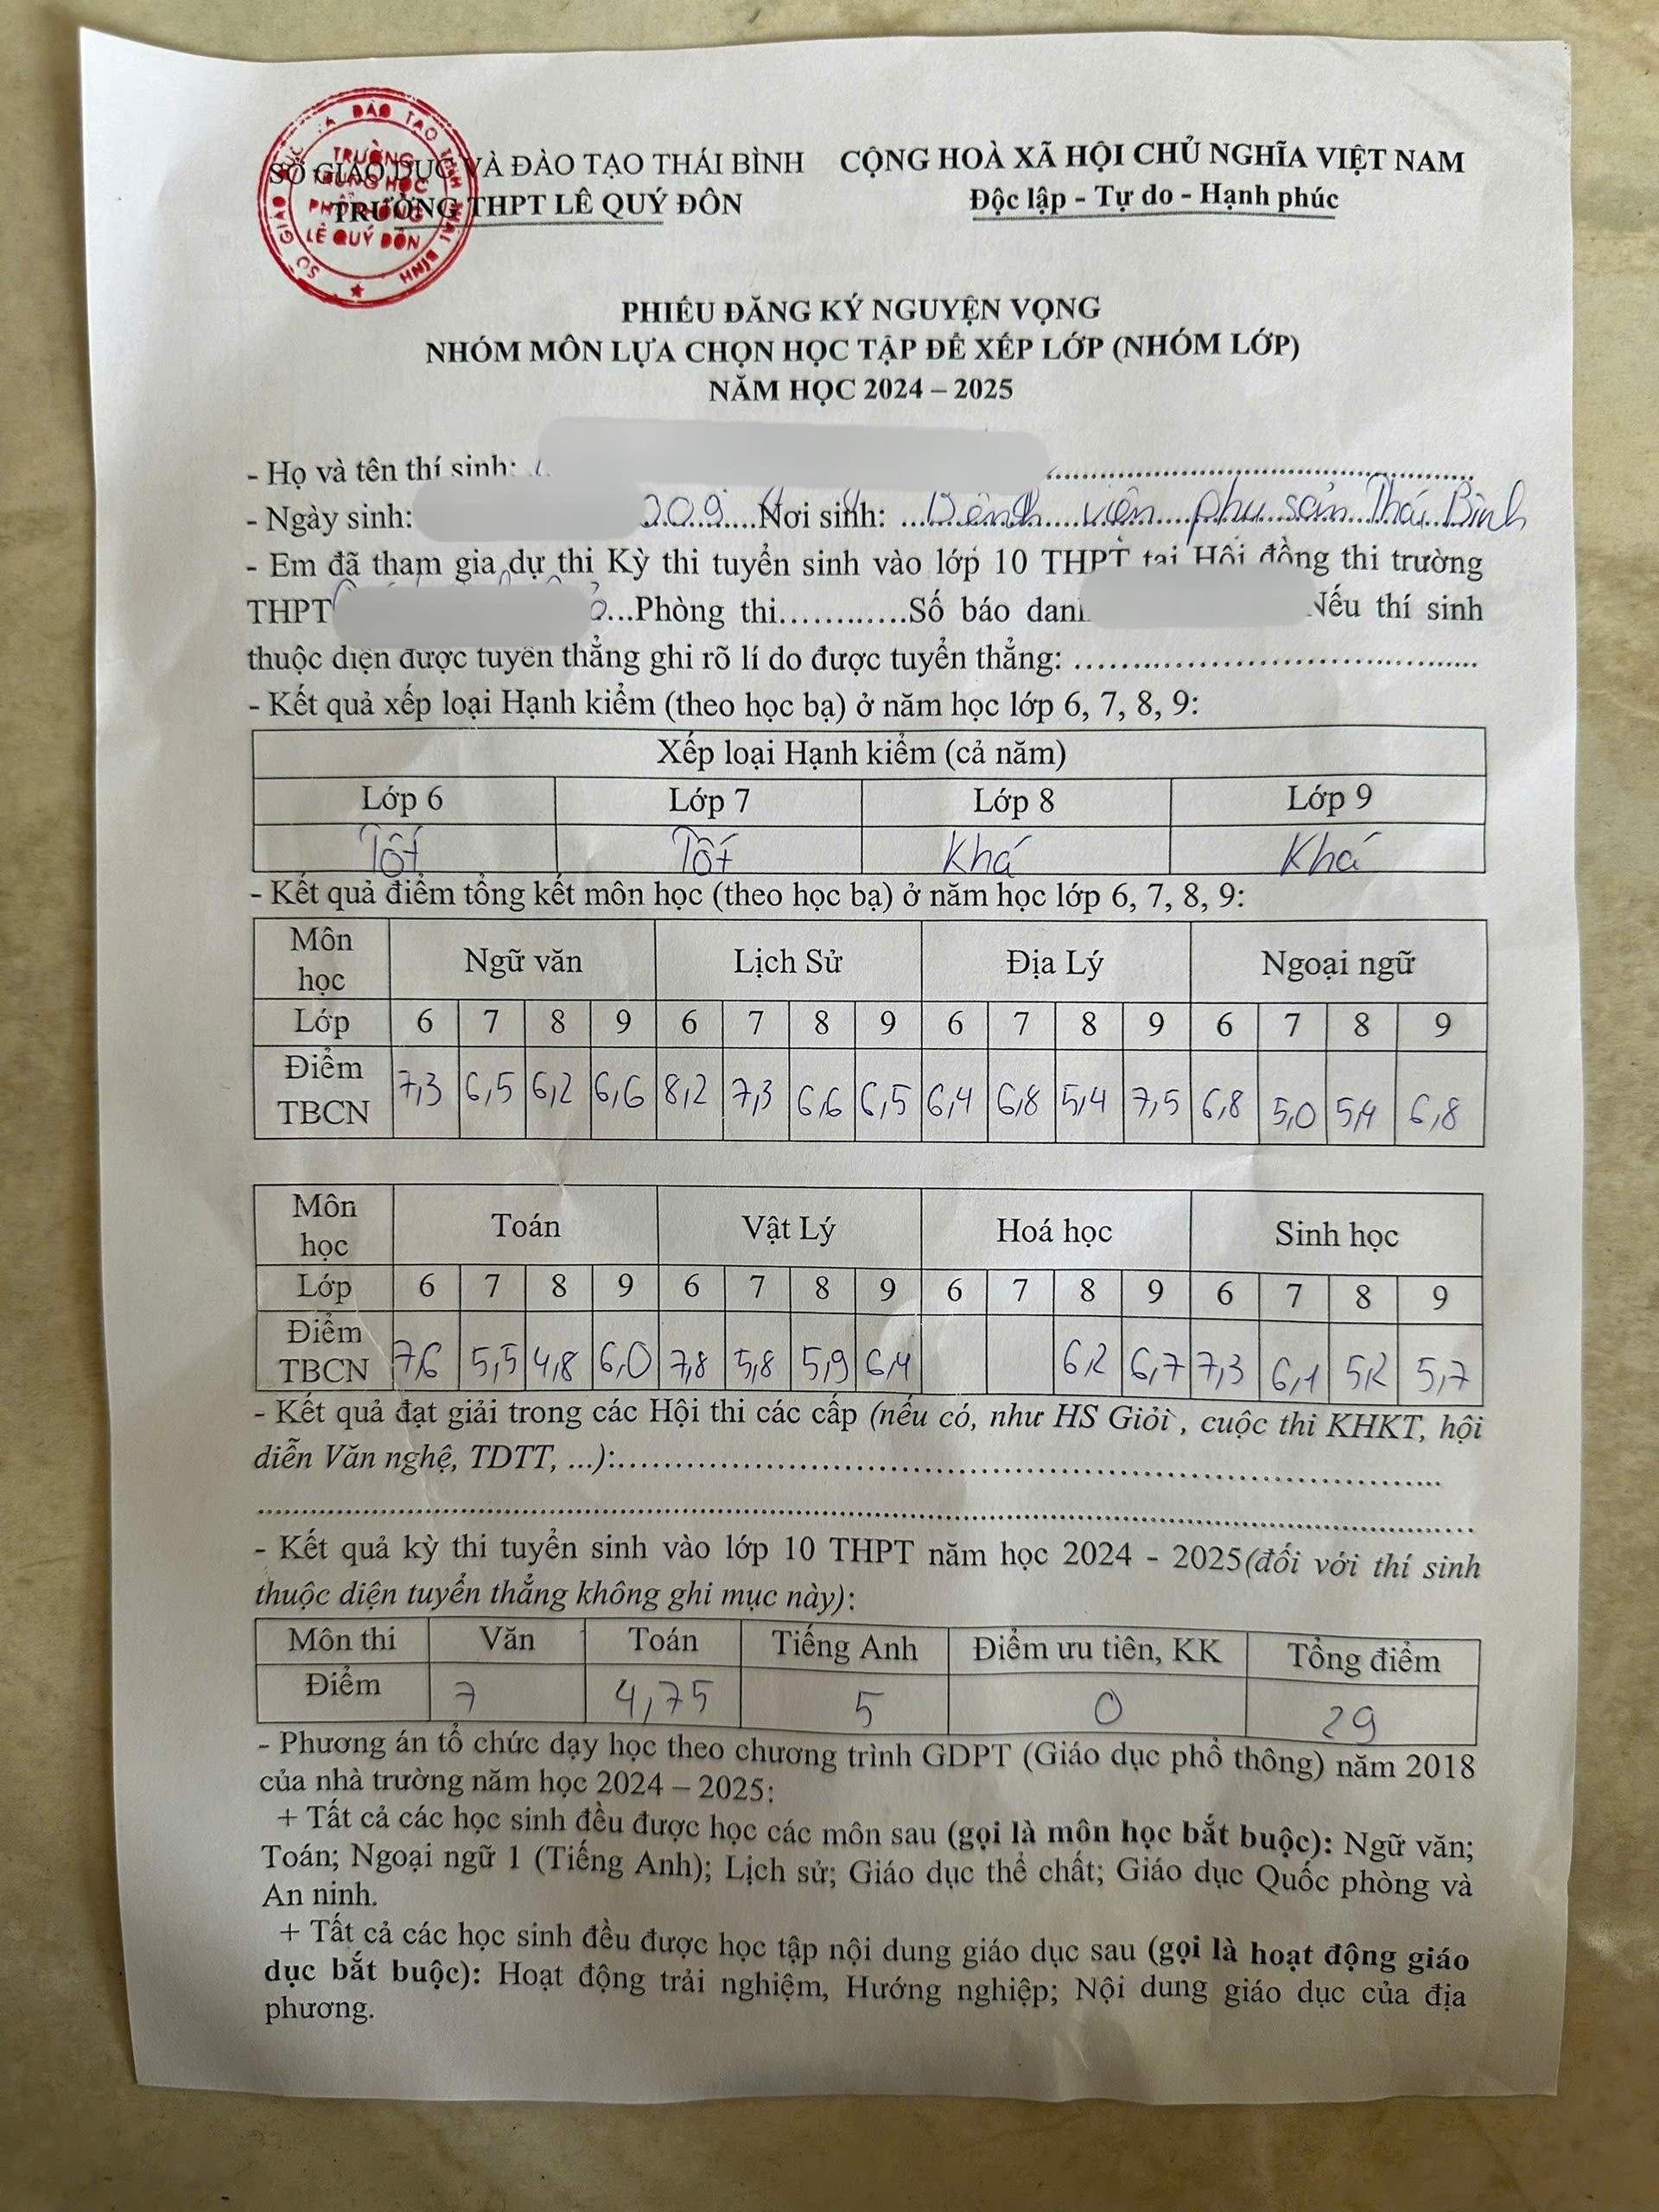 SỞ GIÁO DỤC VÀ ĐÀO TẠO THÁI BÌNH
TRƯỜNG THPT LÊ QUÝ ĐÔN
CỘNG HOÀ XÃ HỘI CHỦ NGHĨA VIỆT NAM
Độc lập - Tự do - Hạnh phúc
TRƯỜNG
TRUNG HỌC
PHỔ THÔNG
LÊ QUÝ ĐÔN
PHIẾU ĐĂNG KÝ NGUYỆN VỌNG
NHÓM MÔN LỰA CHỌN HỌC TẬP ĐỂ XẾP LỚP (NHÓM LỚP)
NĂM HỌC 2024 – 2025
- Họ và tên thí sinh:
- Ngày sinh: 2009 Nơi sinh: Bệnh viện phụ sản Thái Bình
- Em đã tham gia dự thi Kỳ thi tuyển sinh vào lớp 10 THPT tại Hội đồng thi trường
THPT ...Phòng thi............Số báo danh Nếu thí sinh
thuộc diện được tuyển thẳng ghi rõ lí do được tuyển thẳng: ......
- Kết quả xếp loại Hạnh kiểm (theo học bạ) ở năm học lớp 6, 7, 8, 9:
Xếp loại Hạnh kiểm (cả năm)
Lớp 6 Lớp 7 Lớp 8 Lớp 9
Tốt Tốt Khá Khá
- Kết quả điểm tổng kết môn học (theo học bạ) ở năm học lớp 6, 7, 8, 9:
Môn học Ngữ văn Lịch Sử Địa Lý Ngoại ngữ
Lớp 6 7 8 9 6 7 8 9 6 7 8 9 6 7 8 9
Điểm TBCN 7,3 6,5 6,2 6,6 8,2 7,3 6,6 6,5 6,4 6,8 5,4 7,5 6,8 5,0 5,4 6,8
Môn học Toán Vật Lý Hoá học Sinh học
Lớp 6 7 8 9 6 7 8 9 6 7 8 9 6 7 8 9
Điểm TBCN 7,6 5,5 4,8 6,0 7,8 5,8 5,9 6,4 6,2 6,7 7,3 6,1 5,2 5,7
- Kết quả đạt giải trong các Hội thi các cấp (nếu có, như HS Giỏi , cuộc thi KHKT, hội
diễn Văn nghệ, TDTT, ...):......
- Kết quả kỳ thi tuyển sinh vào lớp 10 THPT năm học 2024 - 2025(đối với thí sinh
thuộc diện tuyển thẳng không ghi mục này):
Môn thi Văn Toán Tiếng Anh Điểm ưu tiên, KK Tổng điểm
Điểm 7 4,75 5 0 29
- Phương án tổ chức dạy học theo chương trình GDPT (Giáo dục phổ thông) năm 2018
của nhà trường năm học 2024 – 2025:
+ Tất cả các học sinh đều được học các môn sau (gọi là môn học bắt buộc): Ngữ văn;
Toán; Ngoại ngữ 1 (Tiếng Anh); Lịch sử; Giáo dục thể chất; Giáo dục Quốc phòng và
An ninh.
+ Tất cả các học sinh đều được học tập nội dung giáo dục sau (gọi là hoạt động giáo
dục bắt buộc): Hoạt động trải nghiệm, Hướng nghiệp; Nội dung giáo dục của địa
phương.